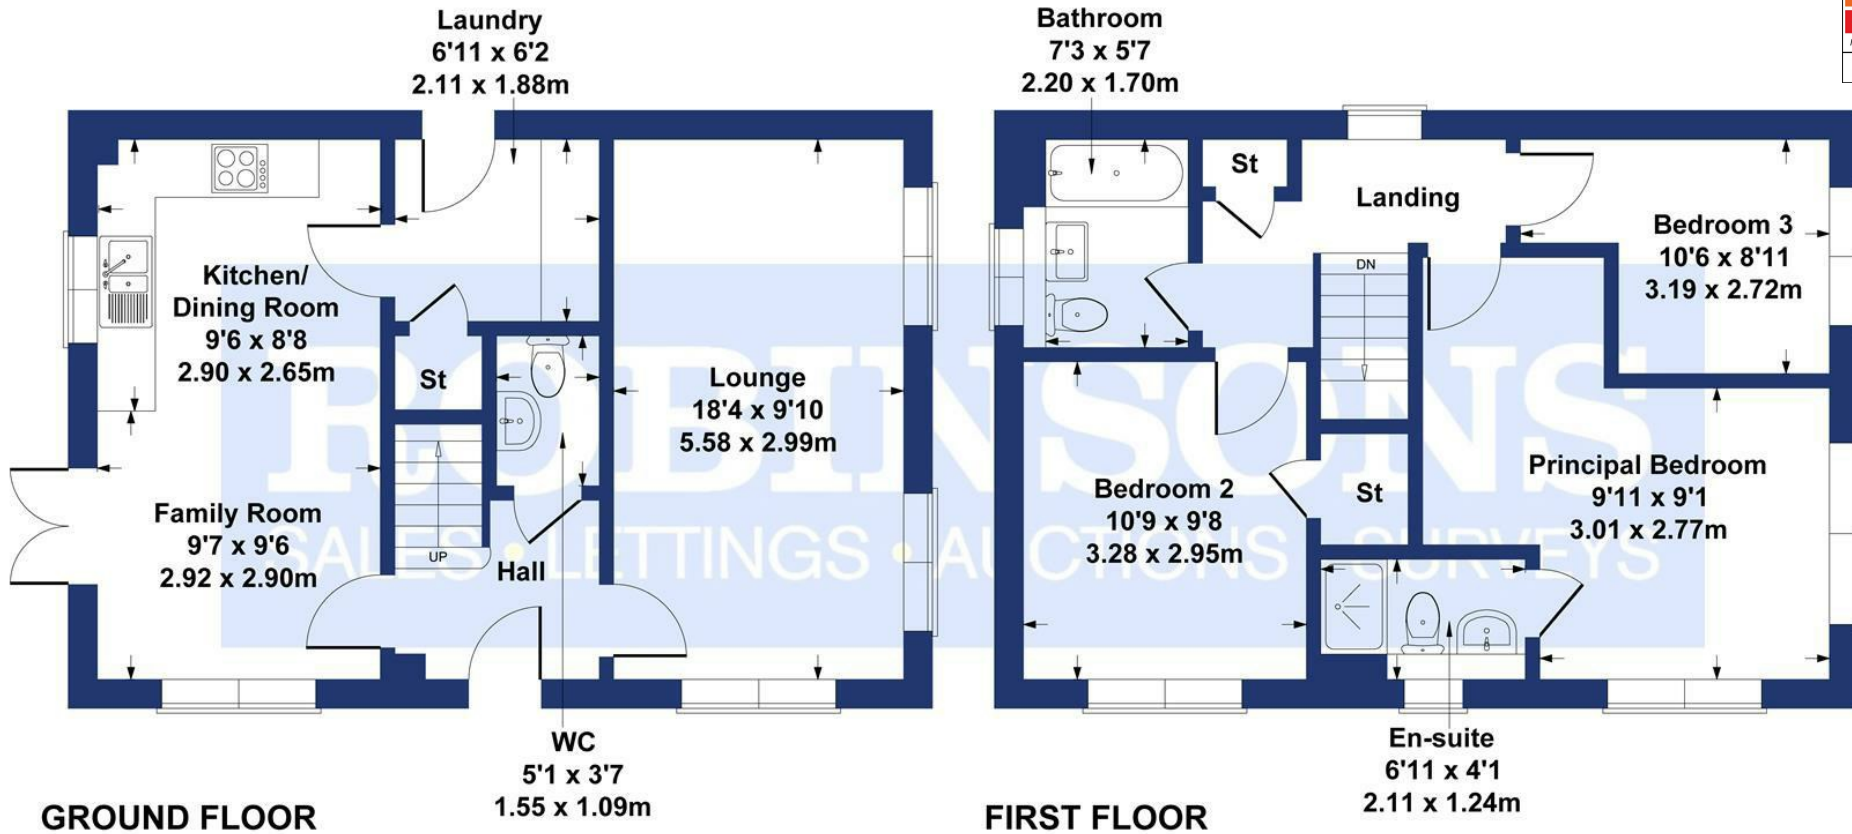 Laundry
6'11 x 6'2
2.11 x 1.88m
Bathroom
7'3 x 5'7
2.20 x 1.70m
St
Landing
Bedroom 3
10'6 x 8'11
3.19 x 2.72m
DN
Kitchen/
Dining Room
9'6 x 8'8
2.90 x 2.65m
St
Lounge
18'4 x 9'10
5.58 x 2.99m
ROBINSONS
SALES • LETTINGS • AUCTIONS • SURVEYS
Family Room
9'7 x 9'6
2.92 x 2.90m
UP
Hall
Bedroom 2
10'9 x 9'8
3.28 x 2.95m
St
Principal Bedroom
9'11 x 9'1
3.01 x 2.77m
WC
5'1 x 3'7
1.55 x 1.09m
En-suite
6'11 x 4'1
2.11 x 1.24m
GROUND FLOOR
FIRST FLOOR